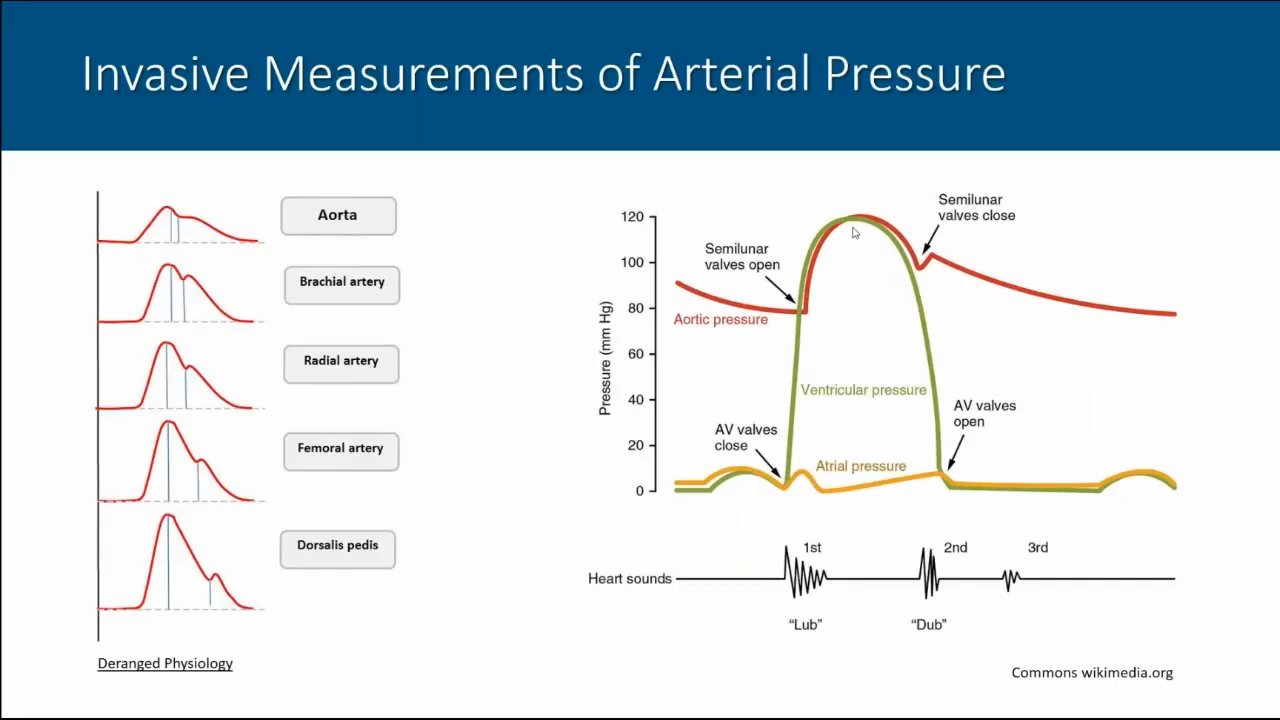 Invasive Measurements of Arterial Pressure
Aorta
Brachial artery
Radial artery
Femoral artery
Dorsalis pedis
Deranged Physiology
Pressure (mm Hg)
120
100
80
60
40
20
0
Semilunar
valves open
Semilunar
valves close
Aortic pressure
Ventricular pressure
AV valves
close
AV valves
open
Atrial pressure
Heart sounds
1st
2nd
3rd
“Lub”
“Dub”
Commons wikimedia.org